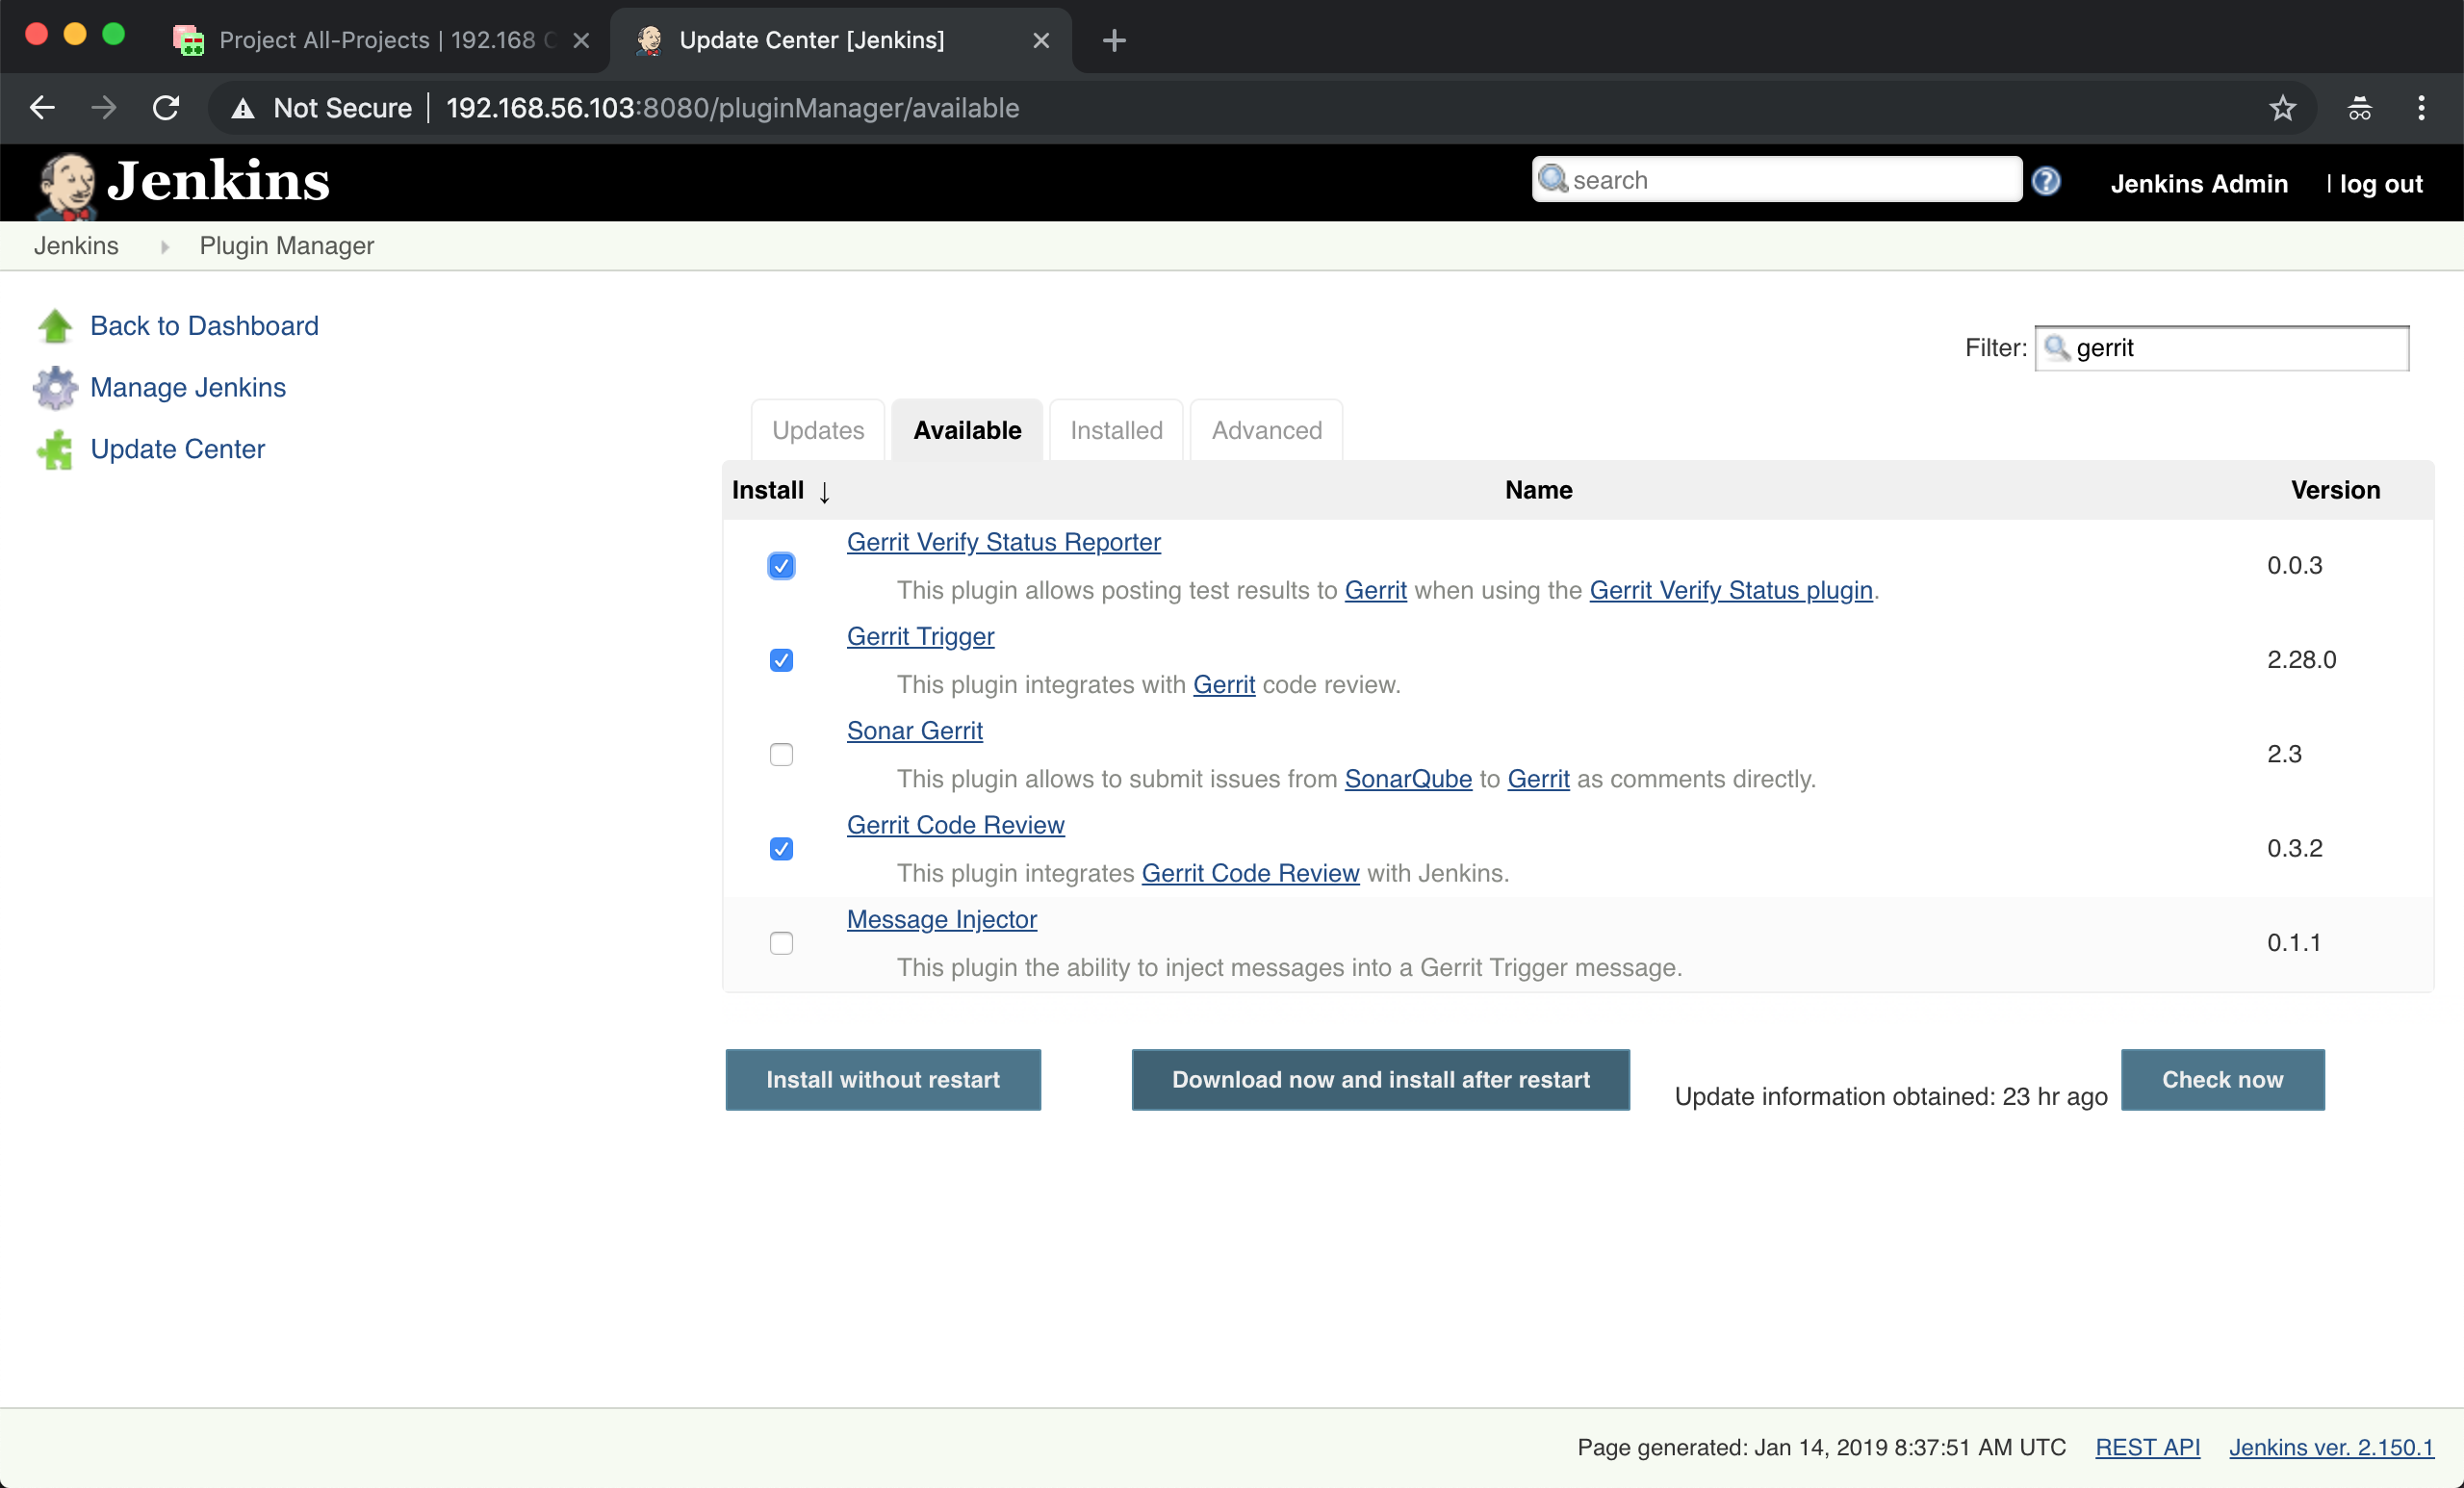 Project All-Projects | 192.168
Update Center [Jenkins]
Not Secure | 192.168.56.103:8080/pluginManager/available
Jenkins
search
Jenkins Admin
| log out
Jenkins
Plugin Manager
Back to Dashboard
Manage Jenkins
Update Center
Filter: gerrit
Updates
Available
Installed
Advanced
Install ↓ Name Version
Gerrit Verify Status Reporter
This plugin allows posting test results to Gerrit when using the Gerrit Verify Status plugin.
0.0.3
Gerrit Trigger
This plugin integrates with Gerrit code review.
2.28.0
Sonar Gerrit
This plugin allows to submit issues from SonarQube to Gerrit as comments directly.
2.3
Gerrit Code Review
This plugin integrates Gerrit Code Review with Jenkins.
0.3.2
Message Injector
This plugin the ability to inject messages into a Gerrit Trigger message.
0.1.1
Install without restart
Download now and install after restart
Update information obtained: 23 hr ago
Check now
Page generated: Jan 14, 2019 8:37:51 AM UTC REST API Jenkins ver. 2.150.1